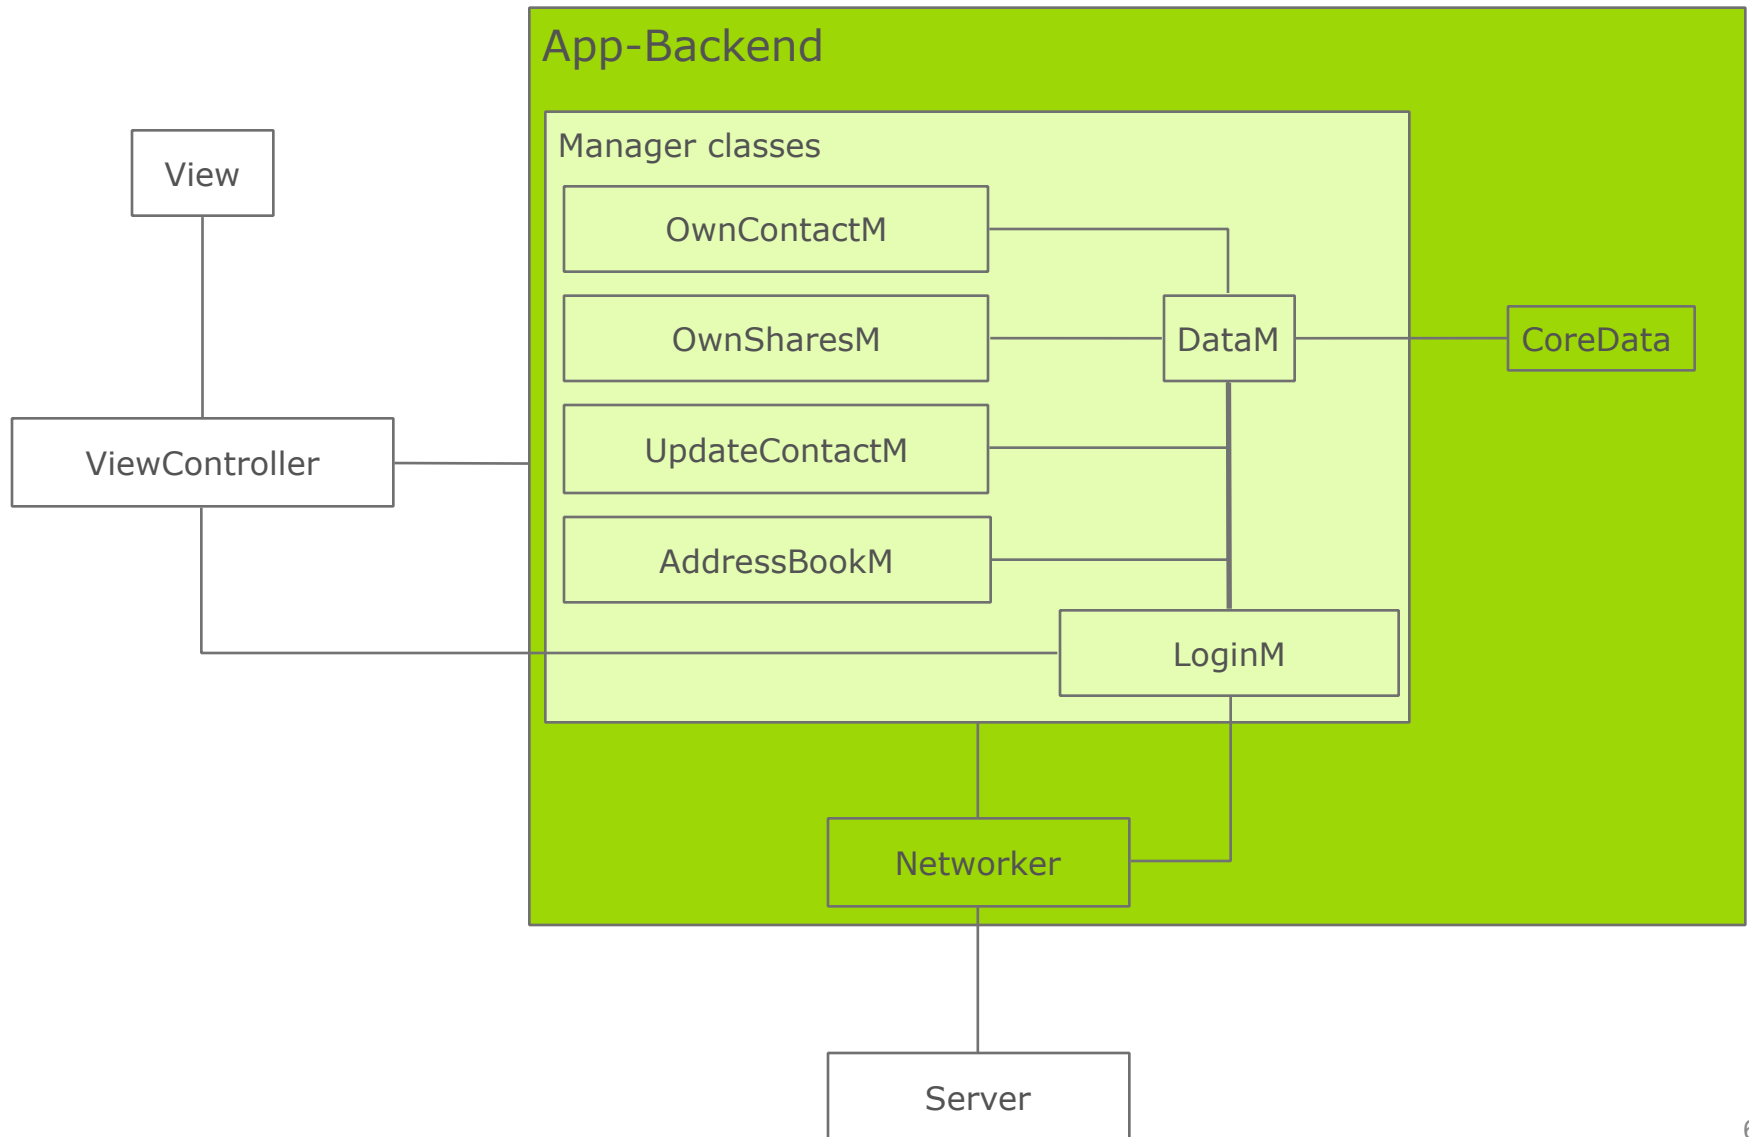 App-Backend
Manager classes
View
OwnContactM
OwnSharesM
DataM
CoreData
UpdateContactM
ViewController
AddressBookM
LoginM
Networker
Server